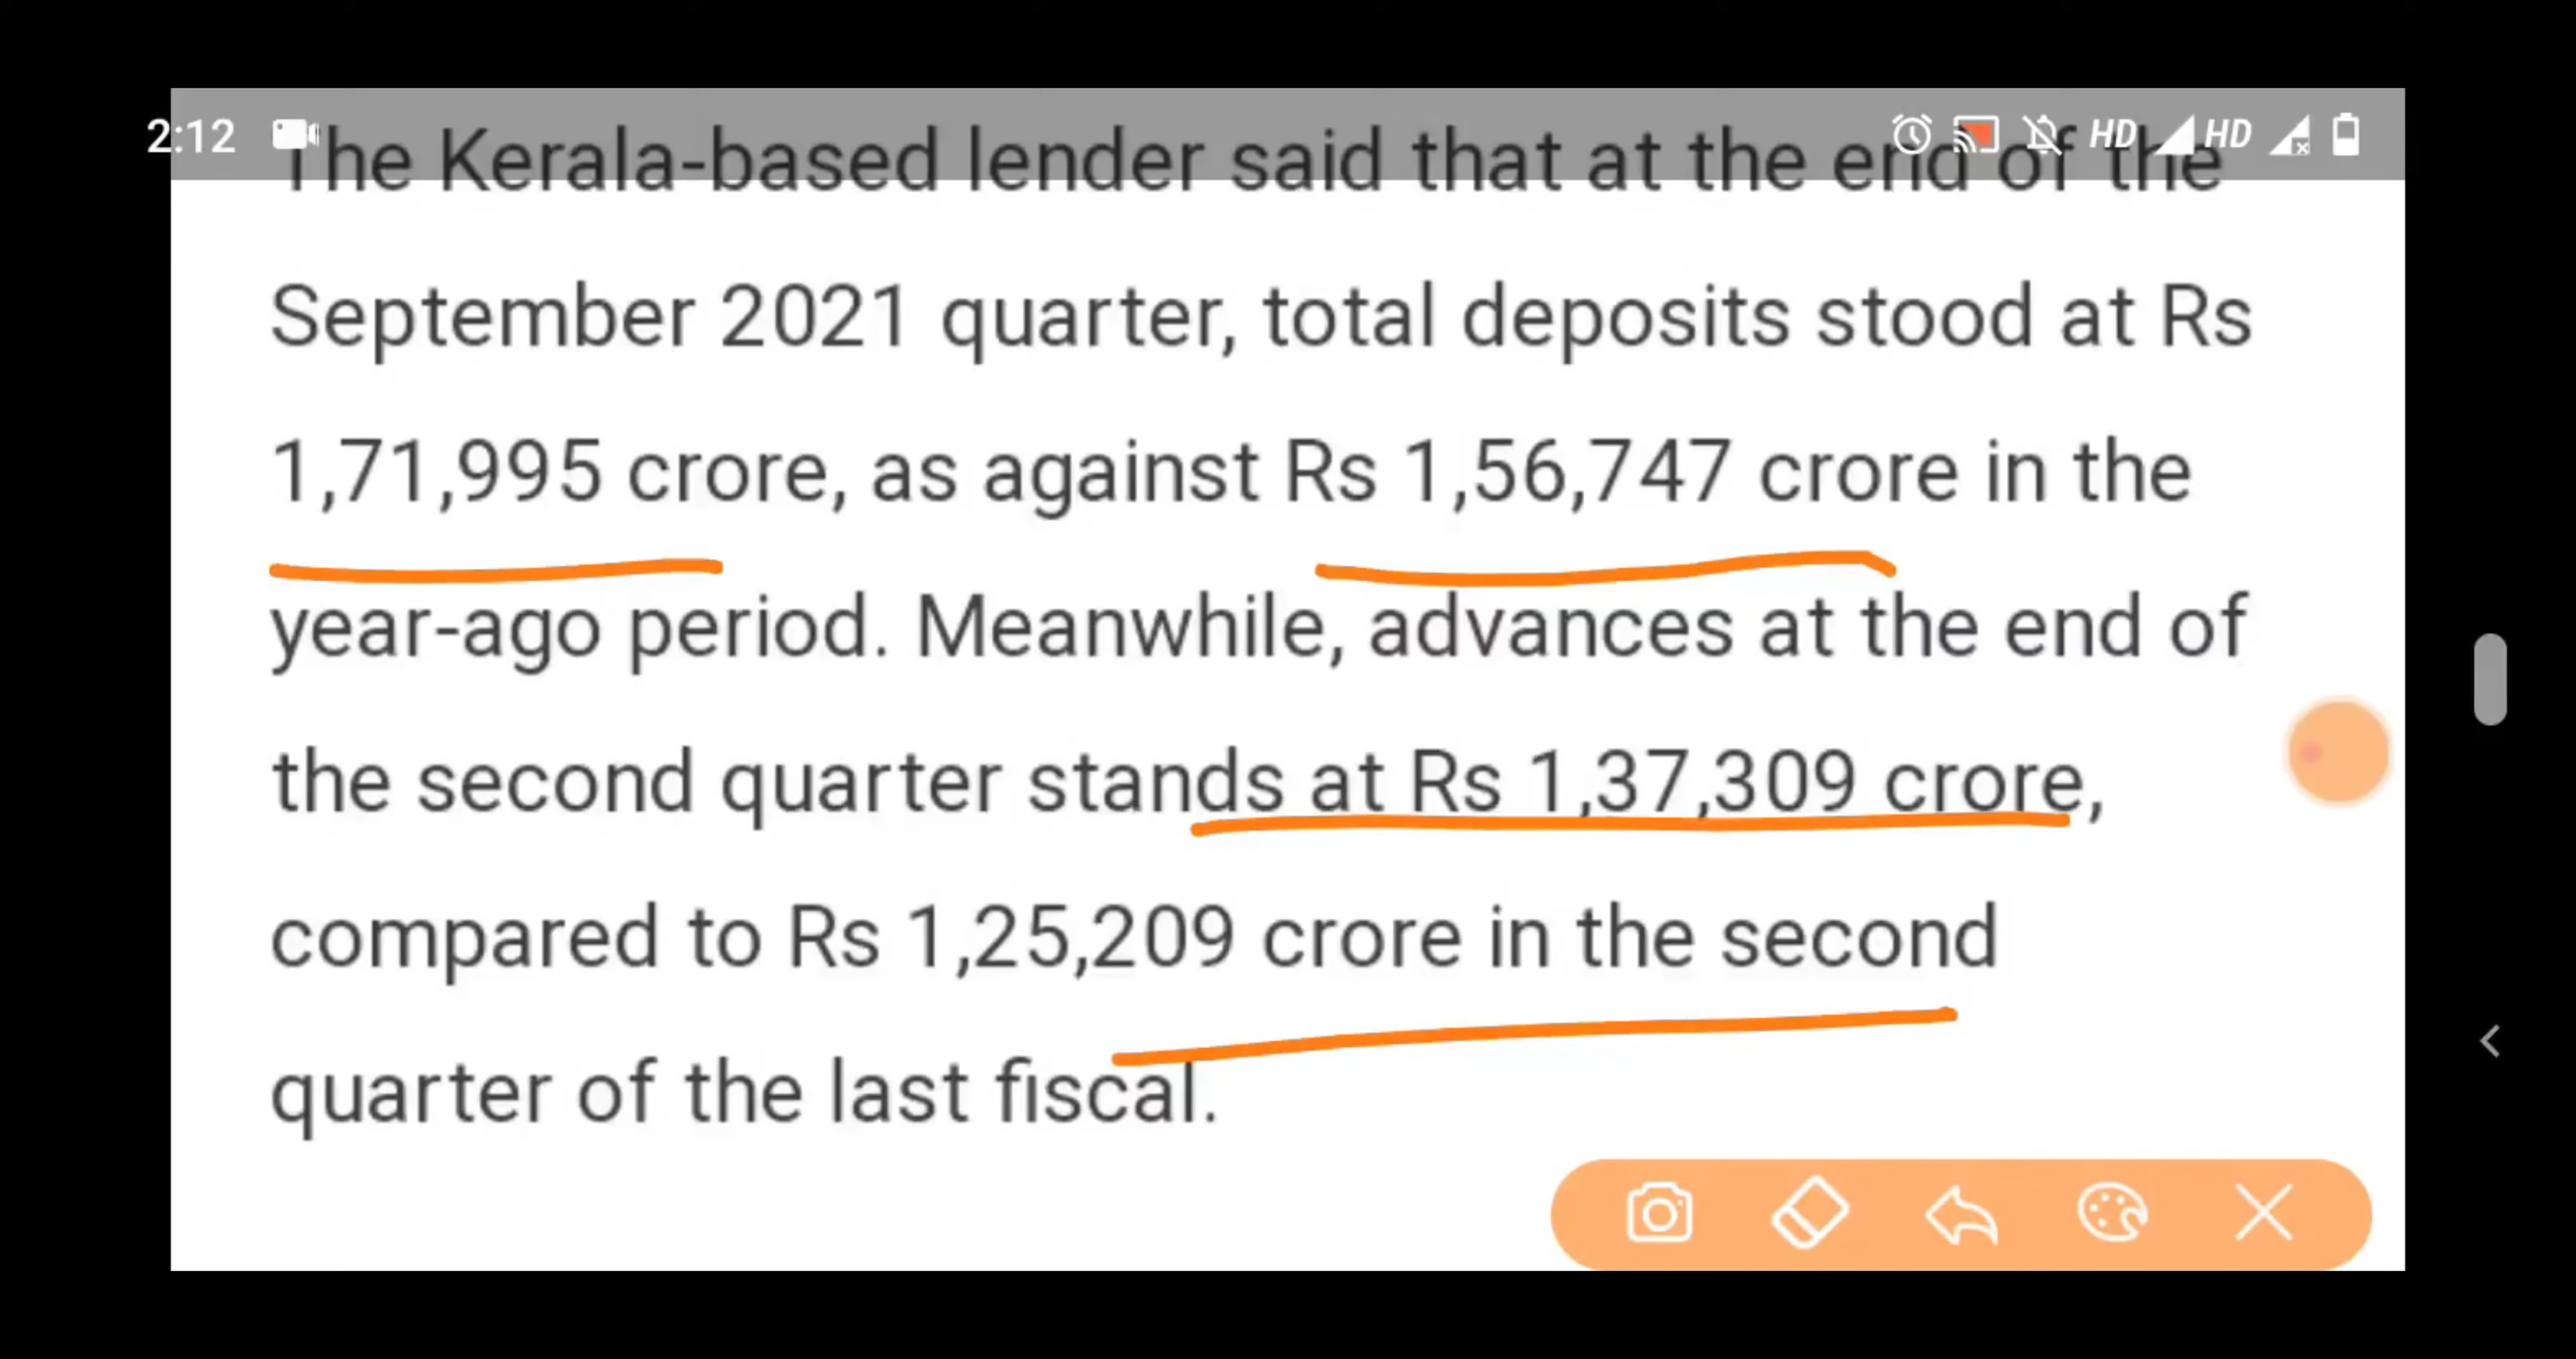 2:12 HD HD
The Kerala-based lender said that at the end of the
September 2021 quarter, total deposits stood at Rs
1,71,995 crore, as against Rs 1,56,747 crore in the
year-ago period. Meanwhile, advances at the end of
the second quarter stands at Rs 1,37,309 crore,
compared to Rs 1,25,209 crore in the second
quarter of the last fiscal.